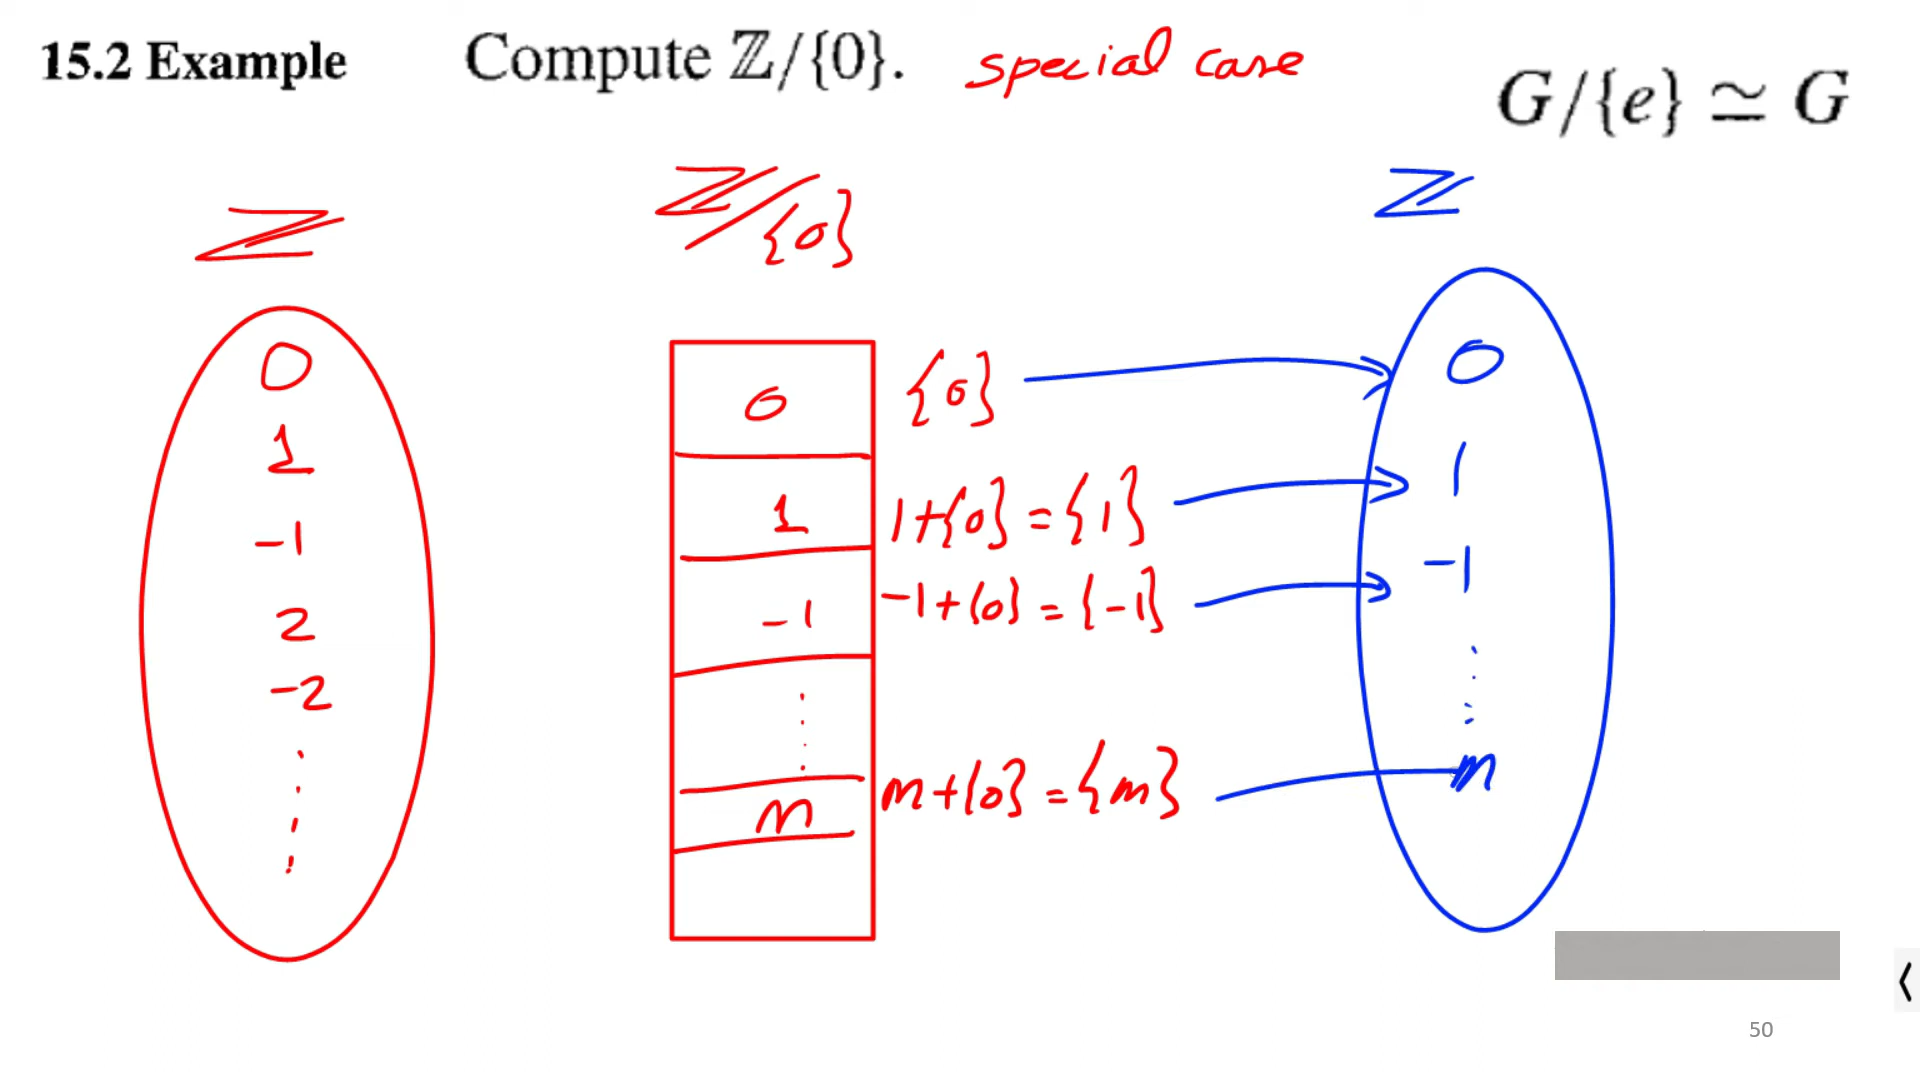 15.2 Example Compute ℤ/{0}. special case
G/{e} ≃ G
ℤ
ℤ/{0}
ℤ
0
1
-1
2
-2
0 {0}
1 1+{0} = {1}
-1 -1+{0} = {-1}
m m+{0} = {m}
0
1
-1
m
50